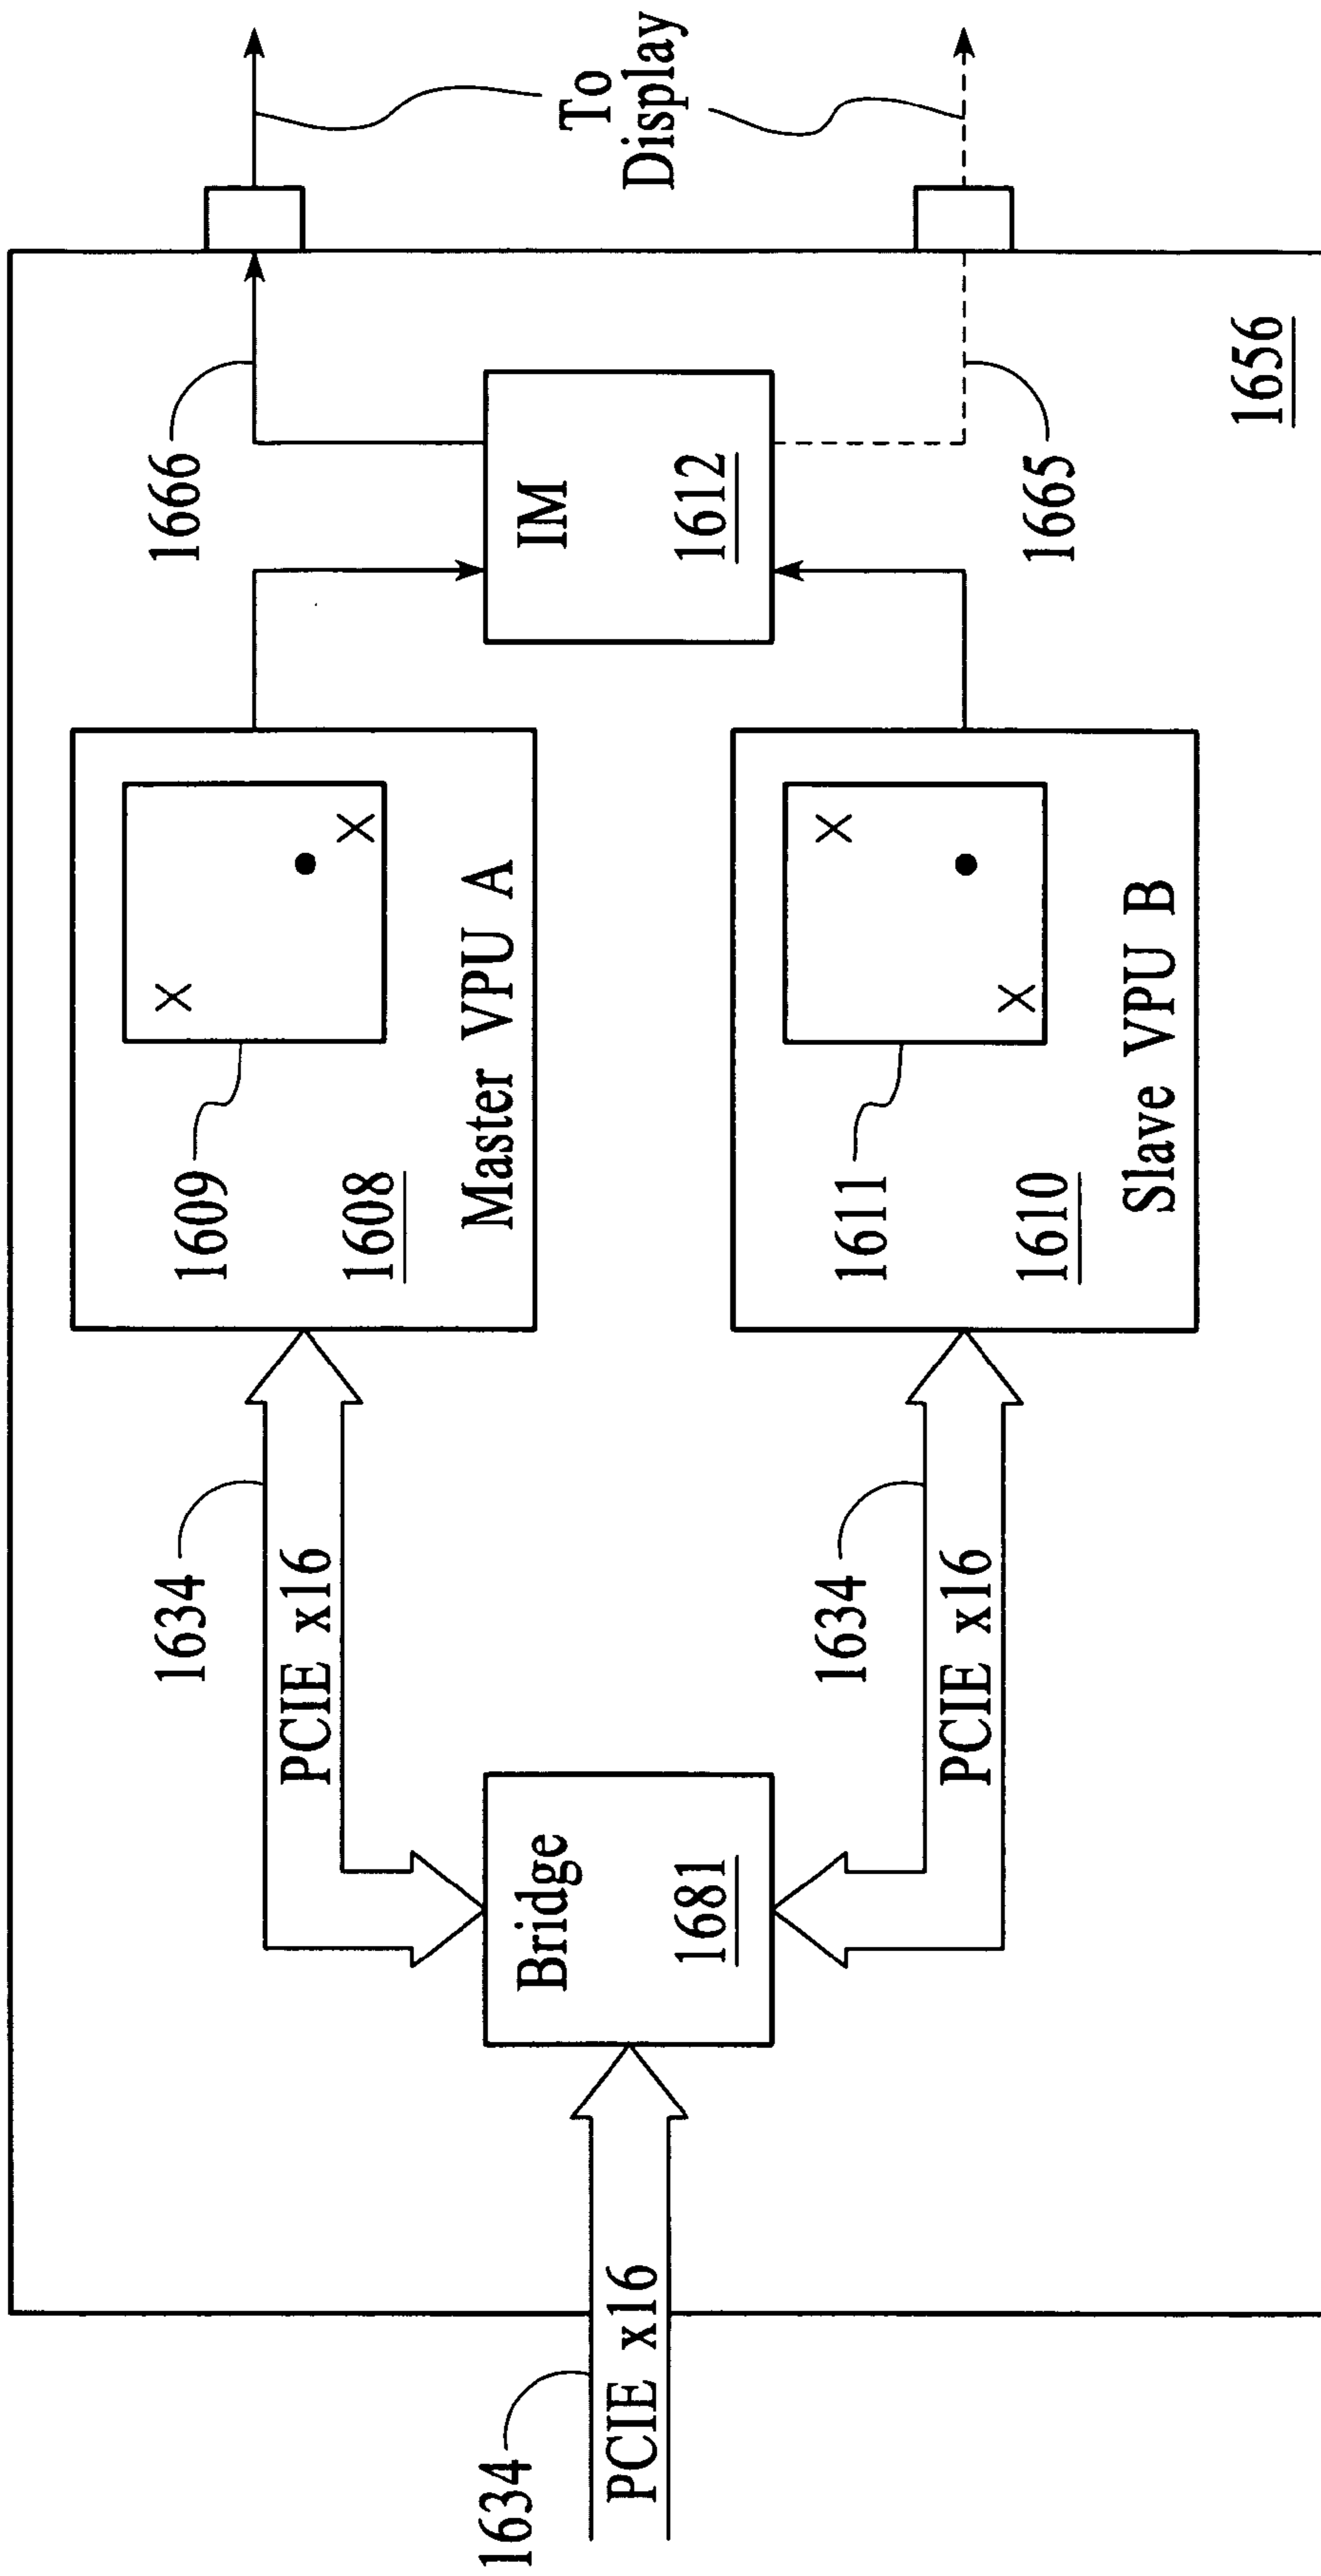 1634
PCIE x16
Bridge
1681
1634
PCIE x16
1634
PCIE x16
1609
1608
Master VPU A
1611
1610
Slave VPU B
IM
1612
1666
1665
To
Display
1656